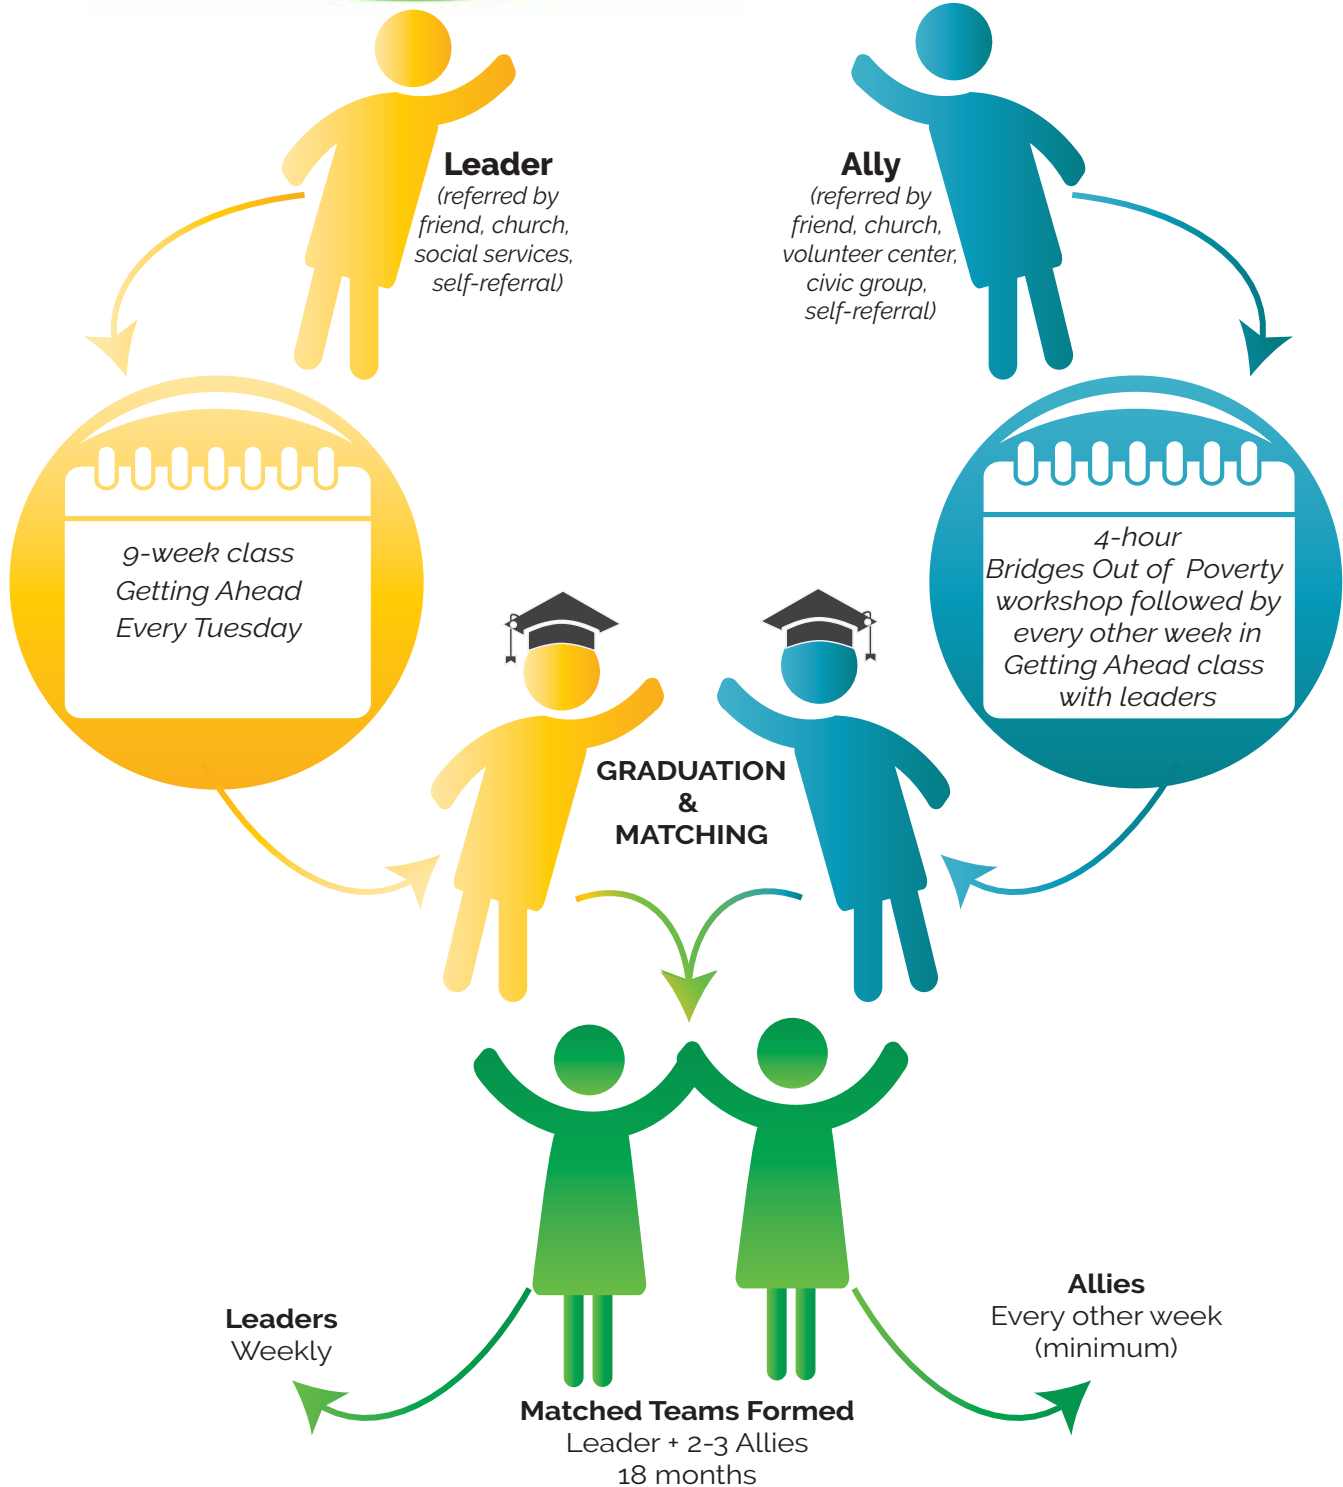 Leader
(referred by
friend, church,
social services,
self-referral)
Ally
(referred by
friend, church,
volunteer center,
civic group,
self-referral)
9-week class
Getting Ahead
Every Tuesday
4-hour
Bridges Out of Poverty
workshop followed by
every other week in
Getting Ahead class
with leaders
GRADUATION
&
MATCHING
Leaders
Weekly
Allies
Every other week
(minimum)
Matched Teams Formed
Leader + 2-3 Allies
18 months